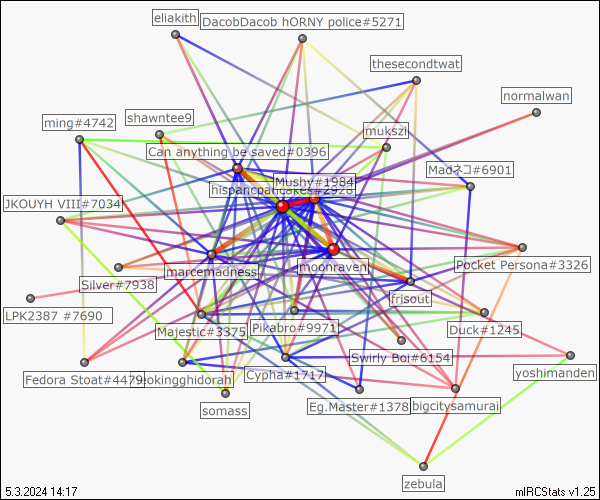 eliakith
DacobDacob hORNY police#5271
thesecondtwat
normalwan
shawntee9
ming#4742
mukszi
Can anything be saved#0396
Mushy#1984
Madネコ#6901
hispancpancakes#2928
JKOUYH VIII#7034
moonraven
Pocket Persona#3326
marcemadness
Silver#7938
frisout
LPK2387 #7690
Majestic#3375
Pikabro#9971
Duck#1245
Swirly Boi#6154
Fedora Stoat#4479
eokingghidorah
Cypha#1717
yoshimanden
somass
Eg.Master#1378
bigcitysamurai
zebula
5.3.2024 14:17
mIRCStats v1.25